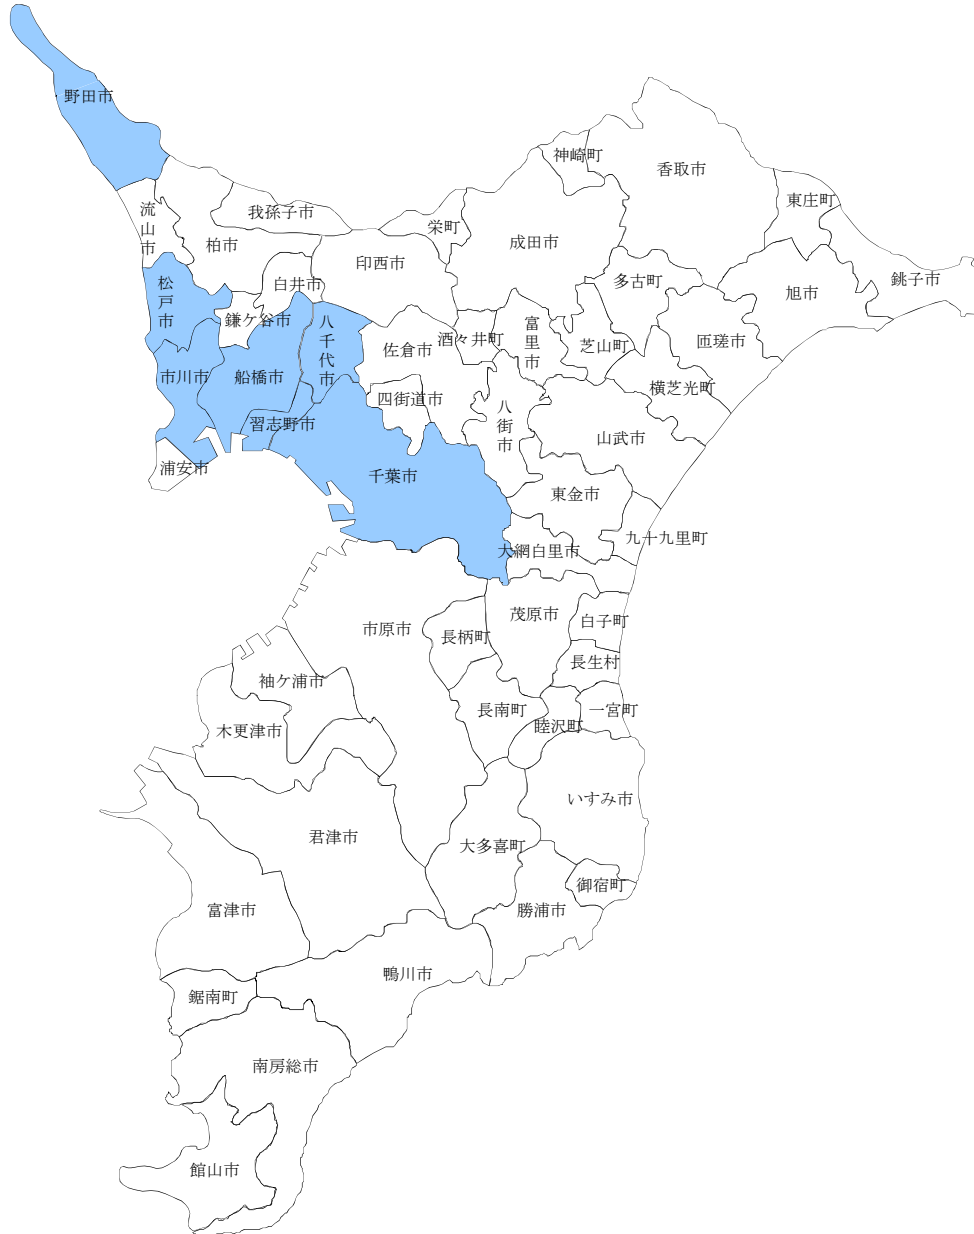 野田市
流山市
我孫子市
柏市
印西市
栄町
神崎町
成田市
香取市
東庄町
銚子市
旭市
多古町
匝瑳市
横芝光町
芝山町
富里市
酒々井町
白井市
鎌ケ谷市
松戸市
市川市
船橋市
八千代市
佐倉市
四街道市
八街市
山武市
習志野市
浦安市
千葉市
東金市
九十九里町
大網白里市
市原市
長柄町
茂原市
白子町
長生村
袖ケ浦市
長南町
睦沢町
一宮町
木更津市
君津市
大多喜町
いすみ市
御宿町
勝浦市
富津市
鴨川市
鋸南町
南房総市
館山市